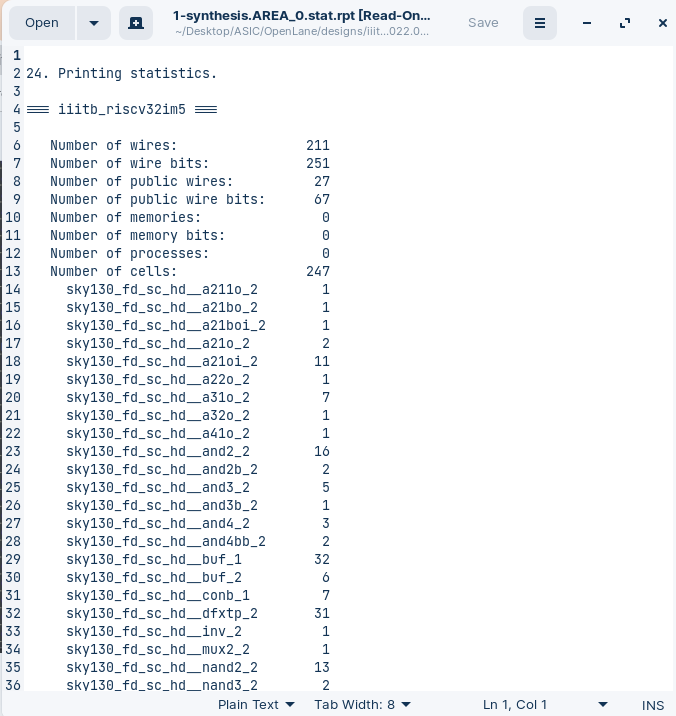 Open
1-synthesis.AREA_0.stat.rpt [Read-On...
~/Desktop/ASIC/OpenLane/designs/iiit...022.0...
Save
1
2 24. Printing statistics.
3
4 === iiitb_riscv32im5 ===
5
6 Number of wires: 211
7 Number of wire bits: 251
8 Number of public wires: 27
9 Number of public wire bits: 67
10 Number of memories: 0
11 Number of memory bits: 0
12 Number of processes: 0
13 Number of cells: 247
14 sky130_fd_sc_hd__a211o_2 1
15 sky130_fd_sc_hd__a21bo_2 1
16 sky130_fd_sc_hd__a21boi_2 1
17 sky130_fd_sc_hd__a21o_2 2
18 sky130_fd_sc_hd__a21oi_2 11
19 sky130_fd_sc_hd__a22o_2 1
20 sky130_fd_sc_hd__a31o_2 7
21 sky130_fd_sc_hd__a32o_2 1
22 sky130_fd_sc_hd__a41o_2 1
23 sky130_fd_sc_hd__and2_2 16
24 sky130_fd_sc_hd__and2b_2 2
25 sky130_fd_sc_hd__and3_2 5
26 sky130_fd_sc_hd__and3b_2 1
27 sky130_fd_sc_hd__and4_2 3
28 sky130_fd_sc_hd__and4bb_2 2
29 sky130_fd_sc_hd__buf_1 32
30 sky130_fd_sc_hd__buf_2 6
31 sky130_fd_sc_hd__conb_1 7
32 sky130_fd_sc_hd__dfxtp_2 31
33 sky130_fd_sc_hd__inv_2 1
34 sky130_fd_sc_hd__mux2_2 1
35 sky130_fd_sc_hd__nand2_2 13
36 sky130_fd_sc_hd__nand3_2 2
Plain Text Tab Width: 8 Ln 1, Col 1 INS